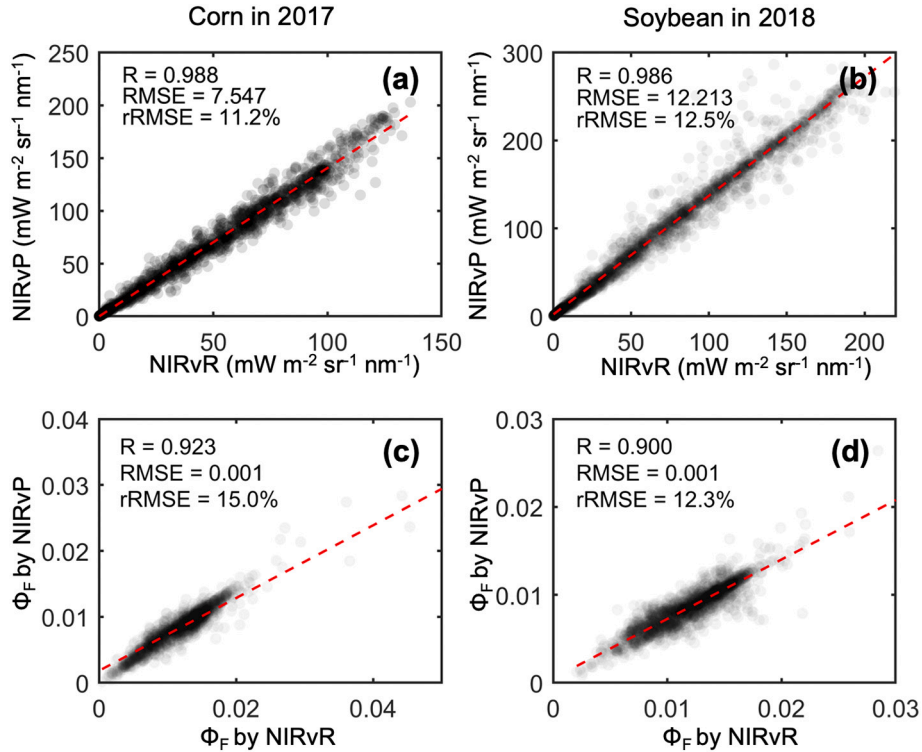 Corn in 2017
Soybean in 2018
250
200
150
100
50
0
NIRvP (mW m-2 sr-1 nm-1)
R = 0.988
RMSE = 7.547
rRMSE = 11.2%
(a)
0 50 100 150
NIRvR (mW m-2 sr-1 nm-1)
300
200
100
0
NIRvP (mW m-2 sr-1 nm-1)
R = 0.986
RMSE = 12.213
rRMSE = 12.5%
(b)
0 50 100 150 200
NIRvR (mW m-2 sr-1 nm-1)
0.04
0.03
0.02
0.01
0
ΦF by NIRvP
R = 0.923
RMSE = 0.001
rRMSE = 15.0%
(c)
0 0.02 0.04
ΦF by NIRvR
0.03
0.02
0.01
0
ΦF by NIRvP
R = 0.900
RMSE = 0.001
rRMSE = 12.3%
(d)
0 0.01 0.02 0.03
ΦF by NIRvR